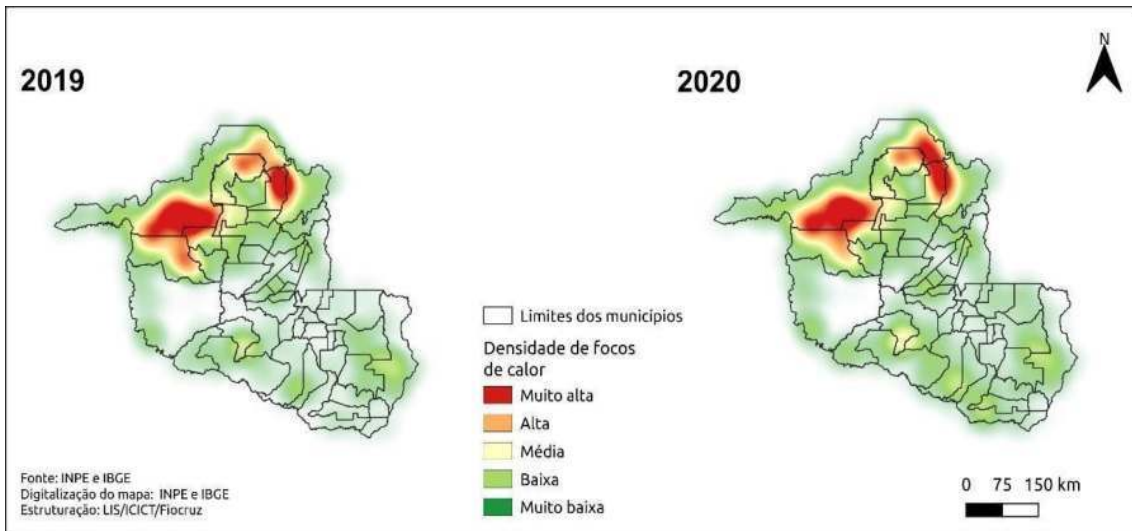 2019
2020
N
Limites dos municípios
Densidade de focos
de calor
Muito alta
Alta
Média
Baixa
Muito baixa
Fonte: INPE e IBGE
Digitalização do mapa: INPE e IBGE
Estruturação: LIS/ICICT/Fiocruz
0 75 150 km